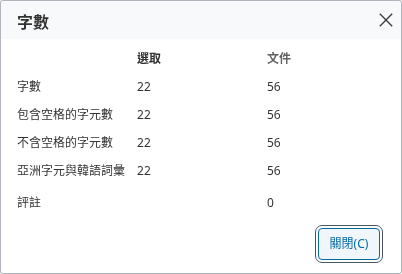 字數
選取 文件
字數 22 56
包含空格的字元數 22 56
不含空格的字元數 22 56
亞洲字元與韓語詞彙 22 56
評註 0
關閉(C)